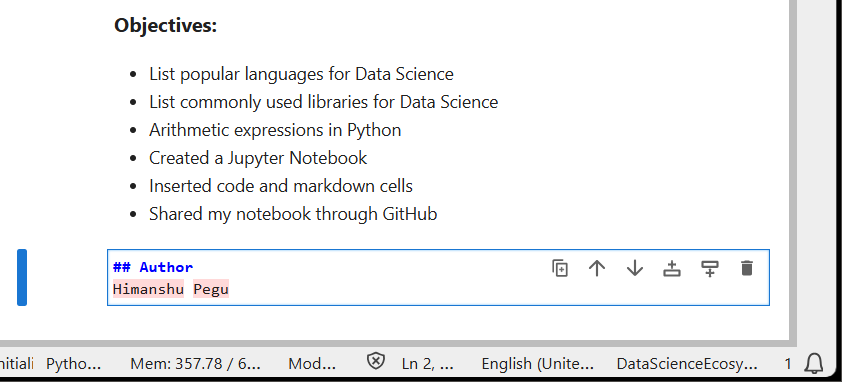 Objectives:
List popular languages for Data Science
List commonly used libraries for Data Science
Arithmetic expressions in Python
Created a Jupyter Notebook
Inserted code and markdown cells
Shared my notebook through GitHub
## Author
Himanshu Pegu
nitiali Pytho... Mem: 357.78 / 6... Mod... Ln 2, ... English (Unite... DataScienceEcosy... 1